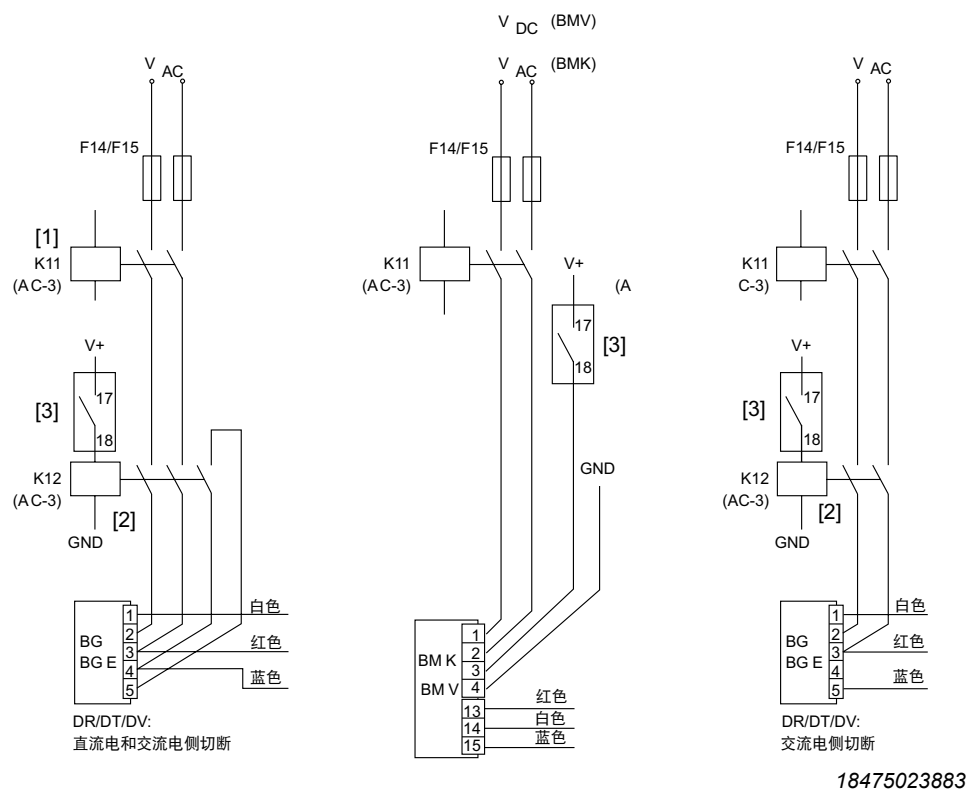 V DC (BMV)
V AC
V AC (BMK)
V AC
F14/F15
F14/F15
F14/F15
[1]
K11
(AC-3)
K11
(AC-3)
V+
(A
17
18
[3]
K11
C-3)
V+
17
18
[3]
K12
(AC-3)
[2]
GND
GND
V+
17
18
[3]
K12
(AC-3)
[2]
GND
BG
BGE
1
2
3
4
5
白色
红色
蓝色
DR/DT/DV:
直流电和交流电侧切断
BMK
BMV
1
2
3
4
13
14
15
红色
白色
蓝色
BG
BGE
1
2
3
4
5
白色
红色
蓝色
DR/DT/DV:
交流电侧切断
18475023883